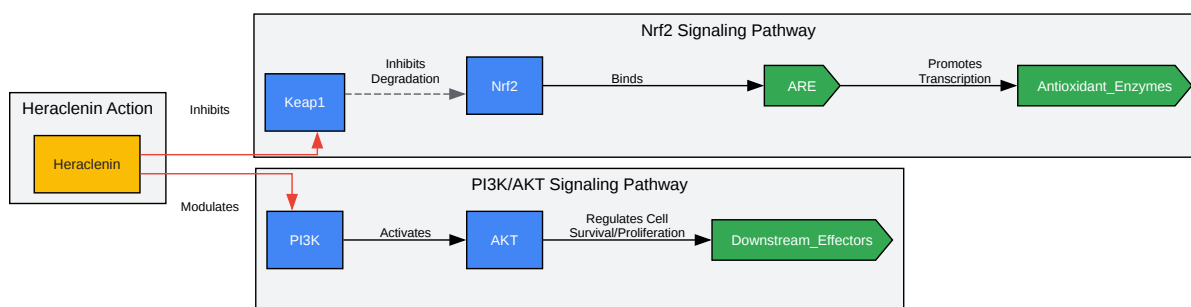 Nrf2 Signaling Pathway
Inhibits
Degradation
Promotes
Transcription
Keap1
Nrf2
Binds
ARE
Antioxidant_Enzymes
Heraclenin Action
Inhibits
Heraclenin
PI3K/AKT Signaling Pathway
Modulates
Regulates Cell
Survival/Proliferation
PI3K
Activates
AKT
Downstream_Effectors